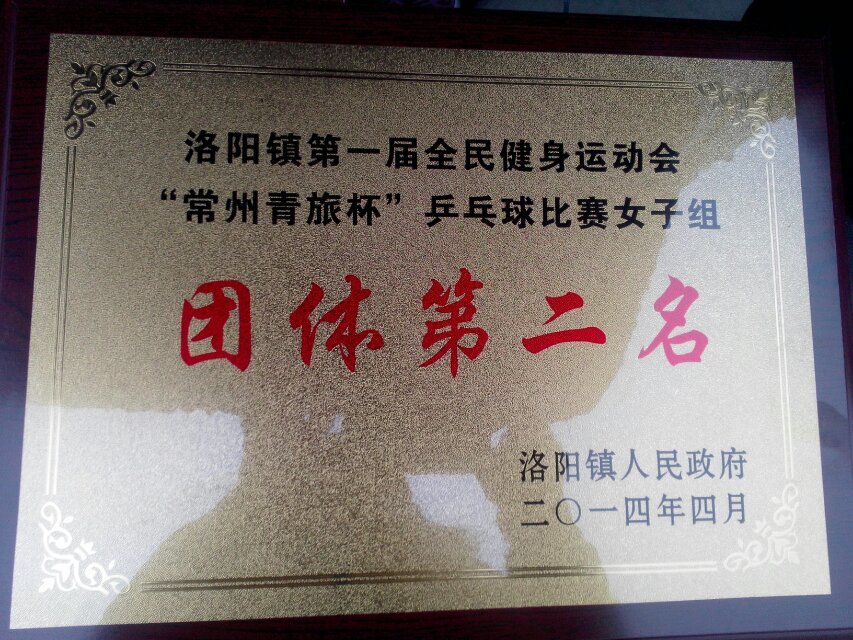 洛阳镇第一届全民健身运动会
“常州青旅杯”乒乓球比赛女子组
团体第二名
洛阳镇人民政府
二〇一四年四月